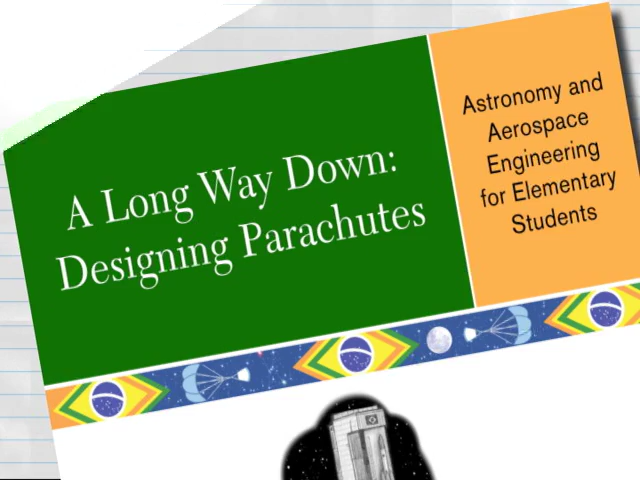 A Long Way Down:
Designing Parachutes
Astronomy and
Aerospace
Engineering
for Elementary
Students